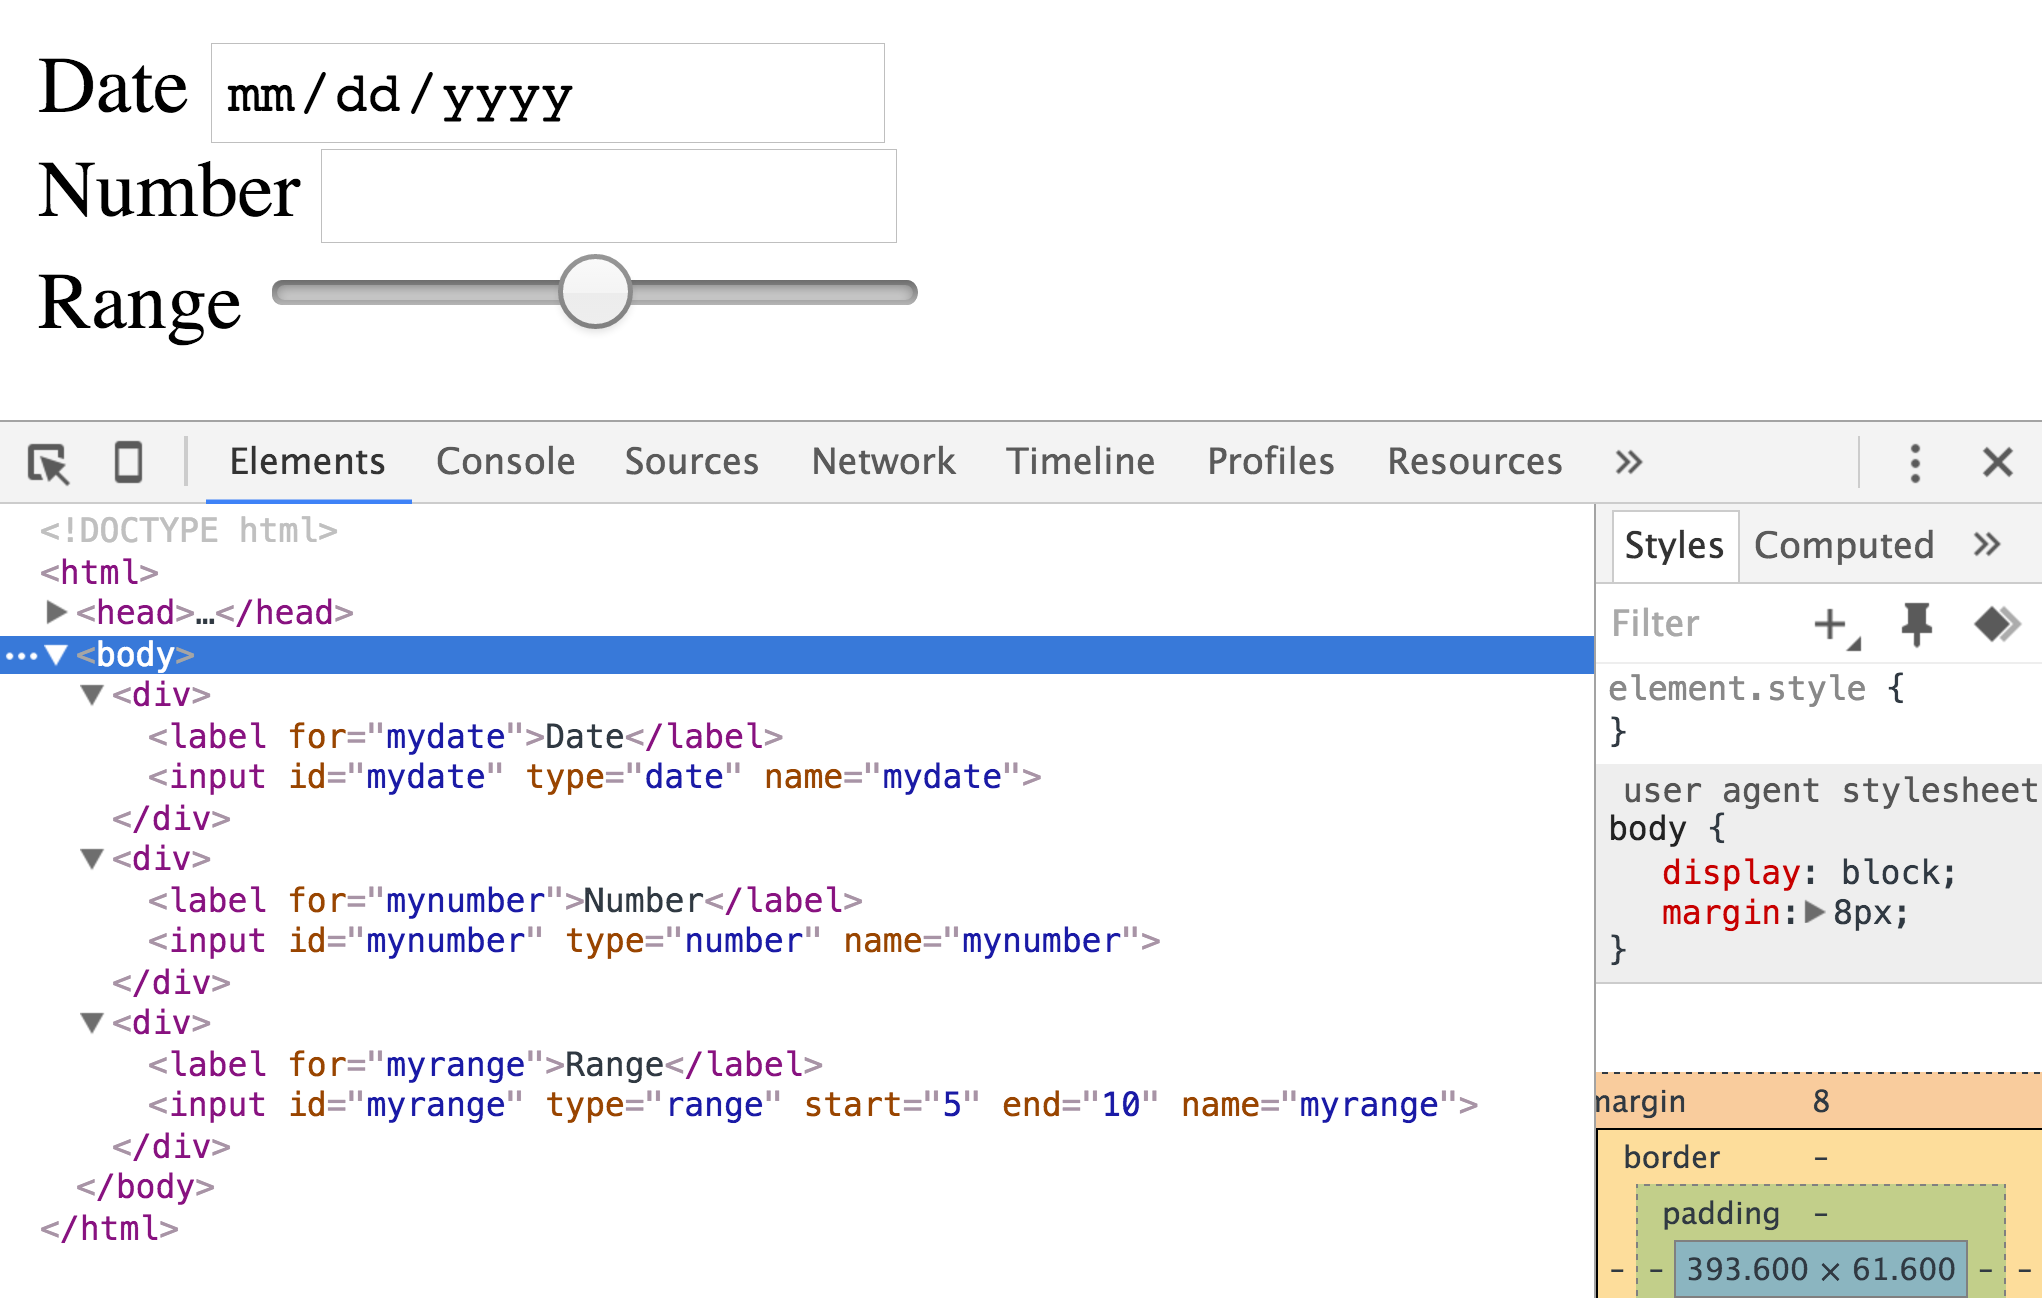 Date mm/dd/yyyy
Number
Range
Elements Console Sources Network Timeline Profiles Resources »
<!DOCTYPE html>
<html>
▶<head>…</head>
…▼<body>
▼<div>
<label for="mydate">Date</label>
<input id="mydate" type="date" name="mydate">
</div>
▼<div>
<label for="mynumber">Number</label>
<input id="mynumber" type="number" name="mynumber">
</div>
▼<div>
<label for="myrange">Range</label>
<input id="myrange" type="range" start="5" end="10" name="myrange">
</div>
</body>
</html>
Styles Computed »
Filter
element.style {
}
user agent stylesheet
body {
display: block;
margin:▶8px;
}
margin 8
border –
padding –
– – 393.600 × 61.600 – –